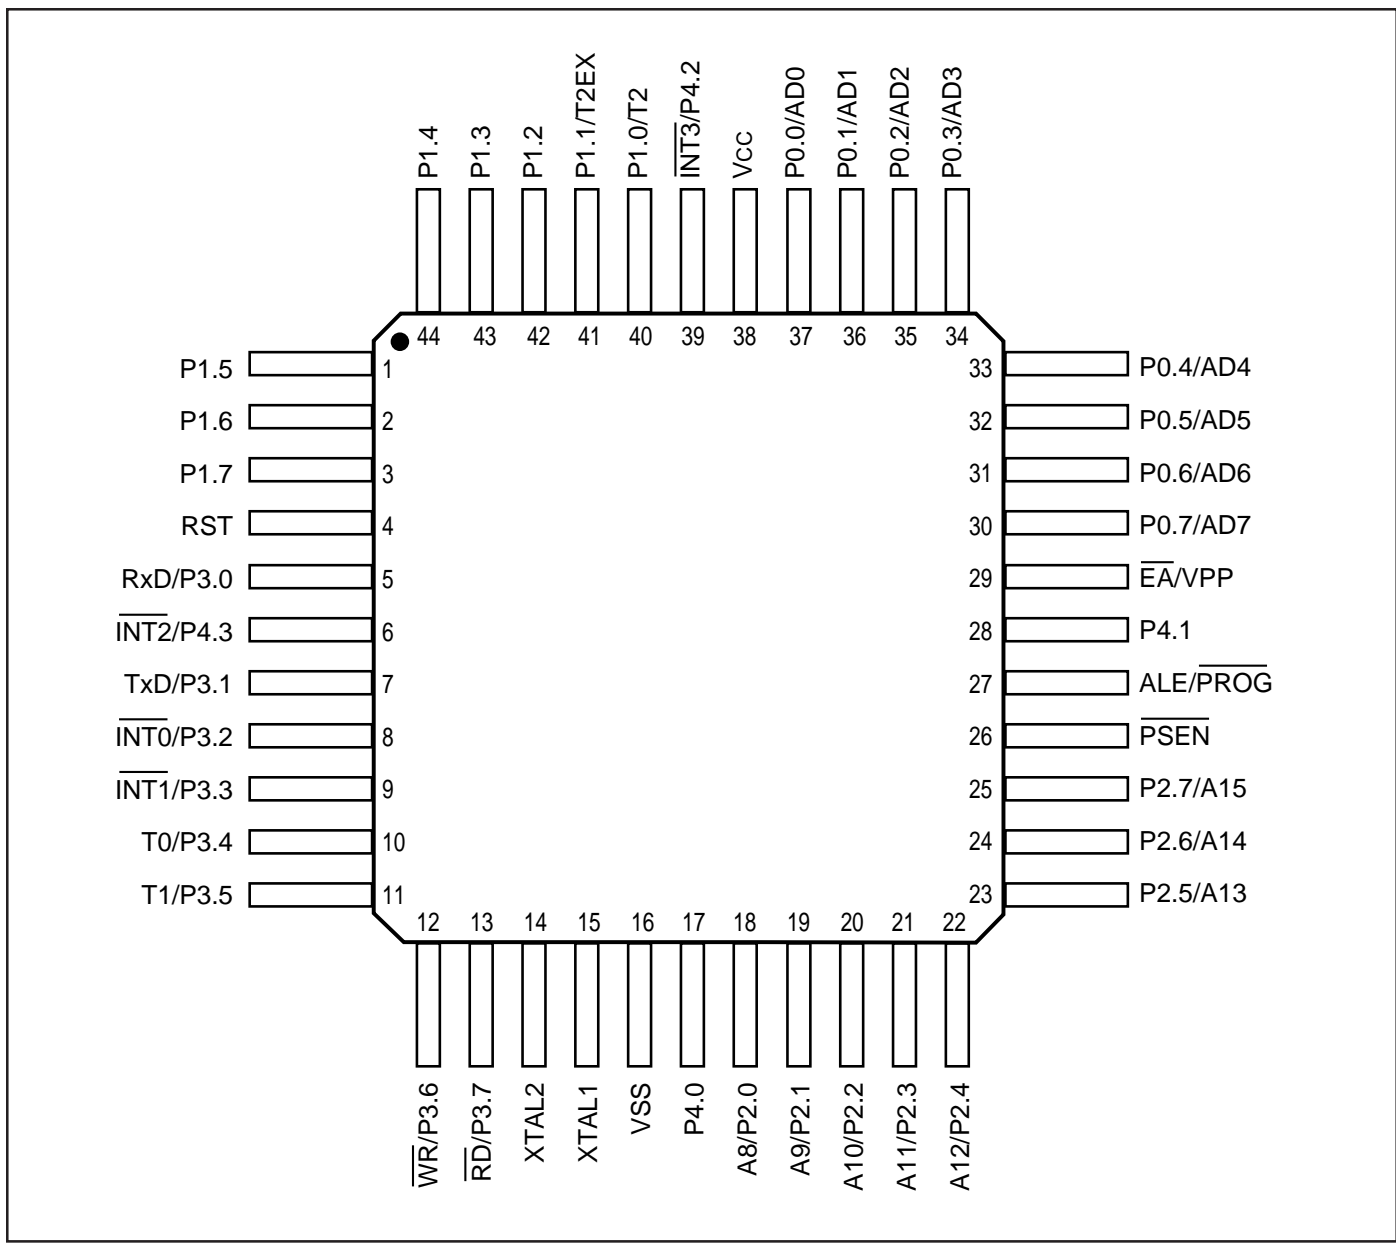 P1.4
P1.3
P1.2
P1.1/T2EX
P1.0/T2
INT3/P4.2
VCC
P0.0/AD0
P0.1/AD1
P0.2/AD2
P0.3/AD3
44
43
42
41
40
39
38
37
36
35
34
P1.5
1
33
P0.4/AD4
P1.6
2
32
P0.5/AD5
P1.7
3
31
P0.6/AD6
RST
4
30
P0.7/AD7
RxD/P3.0
5
29
EA/VPP
INT2/P4.3
6
28
P4.1
TxD/P3.1
7
27
ALE/PROG
INT0/P3.2
8
26
PSEN
INT1/P3.3
9
25
P2.7/A15
T0/P3.4
10
24
P2.6/A14
T1/P3.5
11
23
P2.5/A13
12
13
14
15
16
17
18
19
20
21
22
WR/P3.6
RD/P3.7
XTAL2
XTAL1
VSS
P4.0
A8/P2.0
A9/P2.1
A10/P2.2
A11/P2.3
A12/P2.4